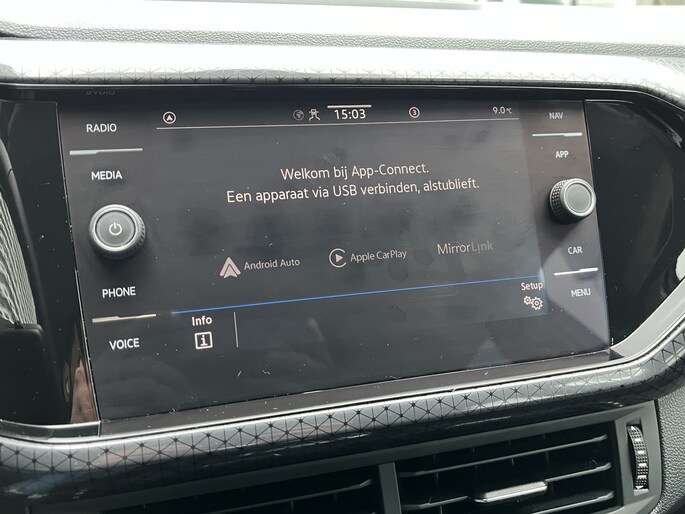 RADIO
MEDIA
PHONE
VOICE
15:03
3
9.0°C
NAV
APP
CAR
MENU
Welkom bij App-Connect.
Een apparaat via USB verbinden, alstublieft.
Android Auto
Apple CarPlay
MirrorLink
Setup
Info
i